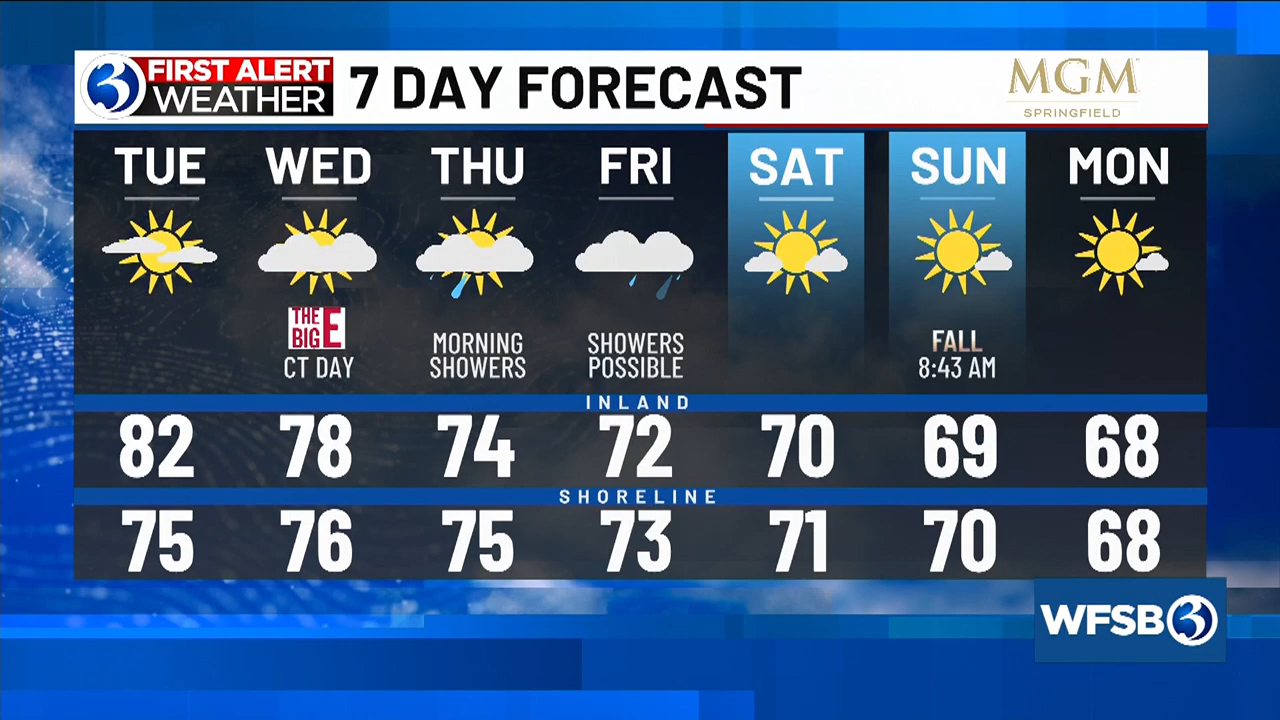 3 FIRST ALERT
WEATHER
7 DAY FORECAST
MGM
SPRINGFIELD
TUE WED THU FRI SAT SUN MON
THE
BIG E
CT DAY
MORNING
SHOWERS
SHOWERS
POSSIBLE
FALL
8:43 AM
INLAND
82 78 74 72 70 69 68
SHORELINE
75 76 75 73 71 70 68
WFSB 3